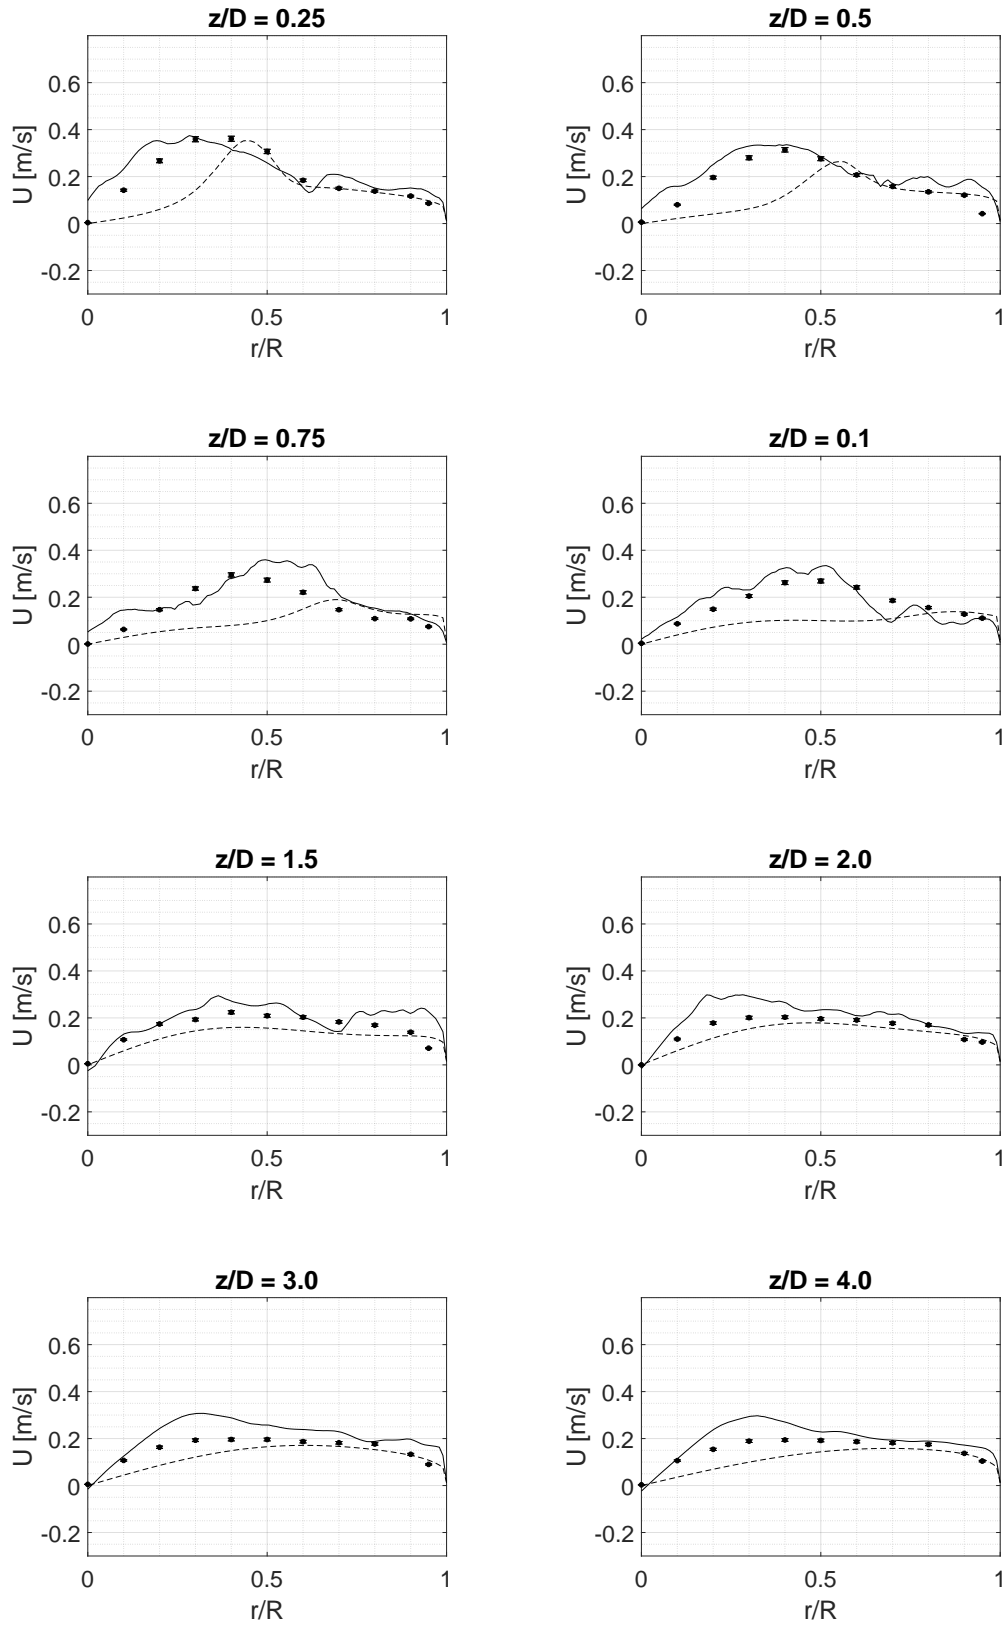 z/D = 0.25
z/D = 0.5
U [m/s]
0.6
0.4
0.2
0
-0.2
0
0.5
1
r/R
U [m/s]
0.6
0.4
0.2
0
-0.2
0
0.5
1
r/R
z/D = 0.75
z/D = 0.1
U [m/s]
0.6
0.4
0.2
0
-0.2
0
0.5
1
r/R
U [m/s]
0.6
0.4
0.2
0
-0.2
0
0.5
1
r/R
z/D = 1.5
z/D = 2.0
U [m/s]
0.6
0.4
0.2
0
-0.2
0
0.5
1
r/R
U [m/s]
0.6
0.4
0.2
0
-0.2
0
0.5
1
r/R
z/D = 3.0
z/D = 4.0
U [m/s]
0.6
0.4
0.2
0
-0.2
0
0.5
1
r/R
U [m/s]
0.6
0.4
0.2
0
-0.2
0
0.5
1
r/R